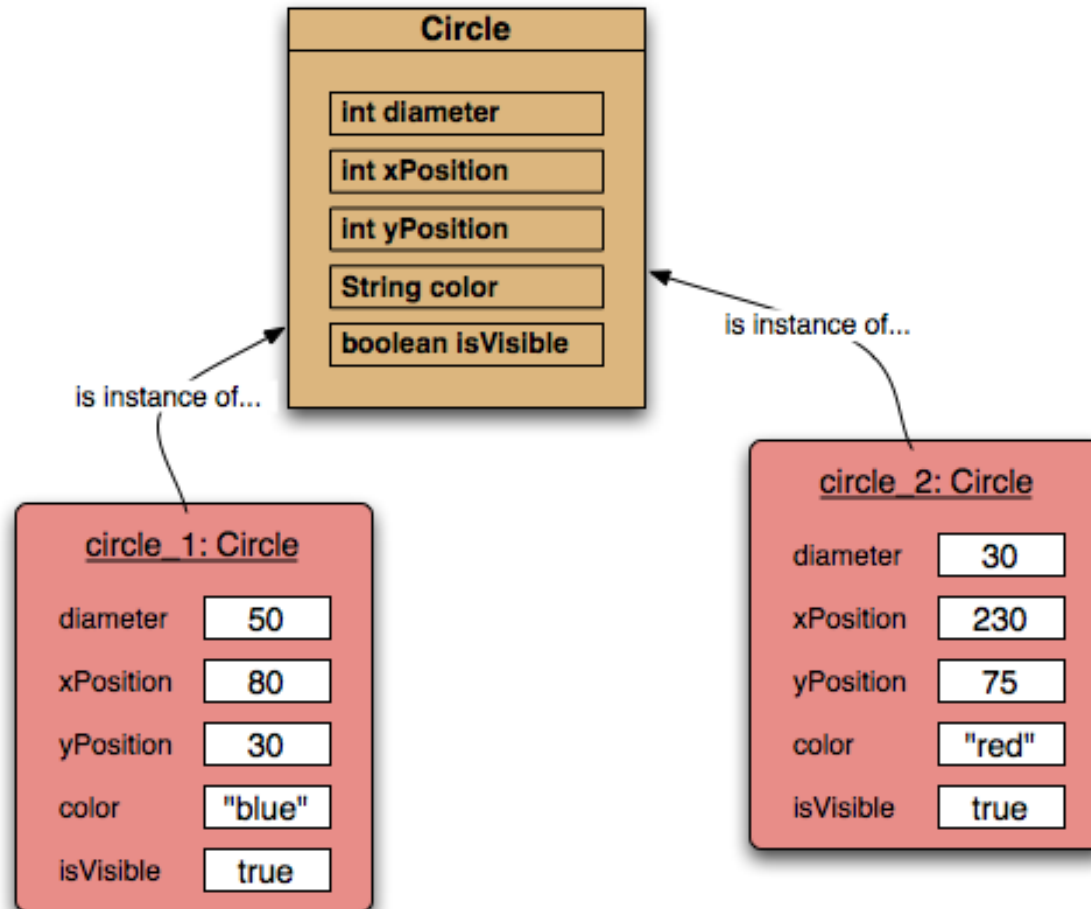 Circle
int diameter
int xPosition
int yPosition
String color
boolean isVisible
is instance of...
is instance of...
circle_1: Circle
diameter 50
xPosition 80
yPosition 30
color "blue"
isVisible true
circle_2: Circle
diameter 30
xPosition 230
yPosition 75
color "red"
isVisible true